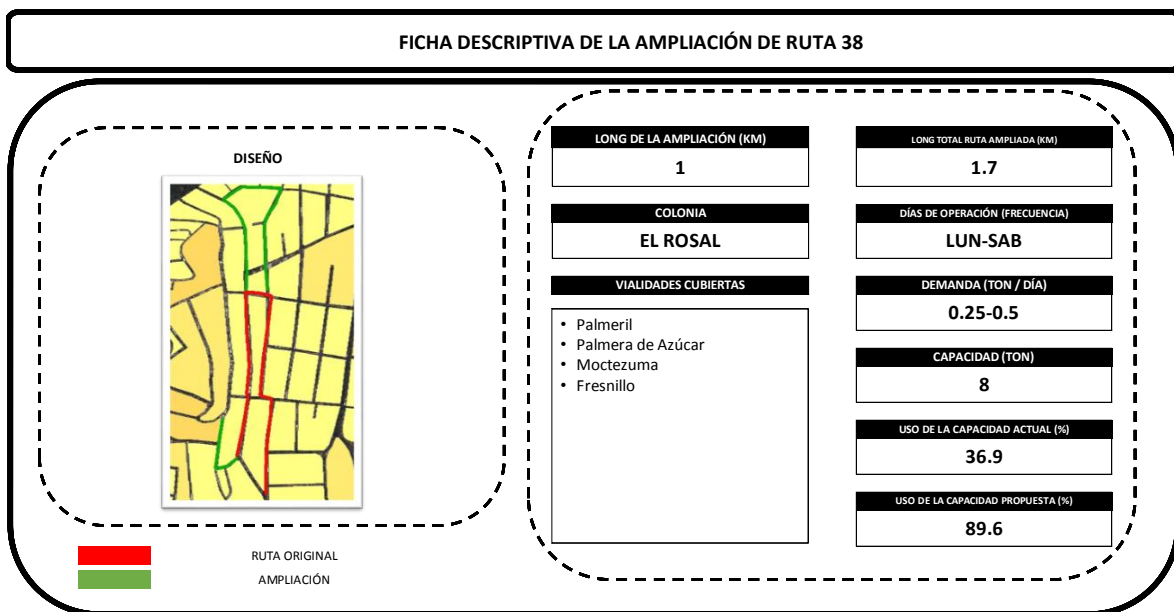 FICHA DESCRIPTIVA DE LA AMPLIACIÓN DE RUTA 38
DISEÑO
RUTA ORIGINAL
AMPLIACIÓN
LONG DE LA AMPLIACIÓN (KM)
1
COLONIA
EL ROSAL
VIALIDADES CUBIERTAS
• Palmeril
• Palmera de Azúcar
• Moctezuma
• Fresnillo
LONG TOTAL RUTA AMPLIADA (KM)
1.7
DÍAS DE OPERACIÓN (FRECUENCIA)
LUN-SAB
DEMANDA (TON / DÍA)
0.25-0.5
CAPACIDAD (TON)
8
USO DE LA CAPACIDAD ACTUAL (%)
36.9
USO DE LA CAPACIDAD PROPUESTA (%)
89.6